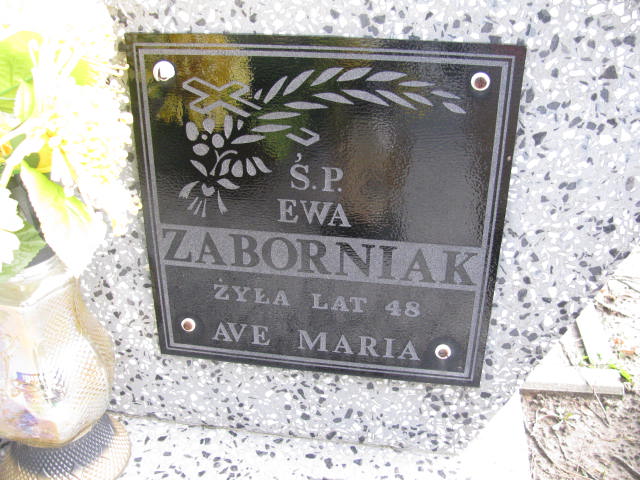 Ś.P.
EWA
ZABORNIAK
ŻYŁA LAT 48
AVE MARIA